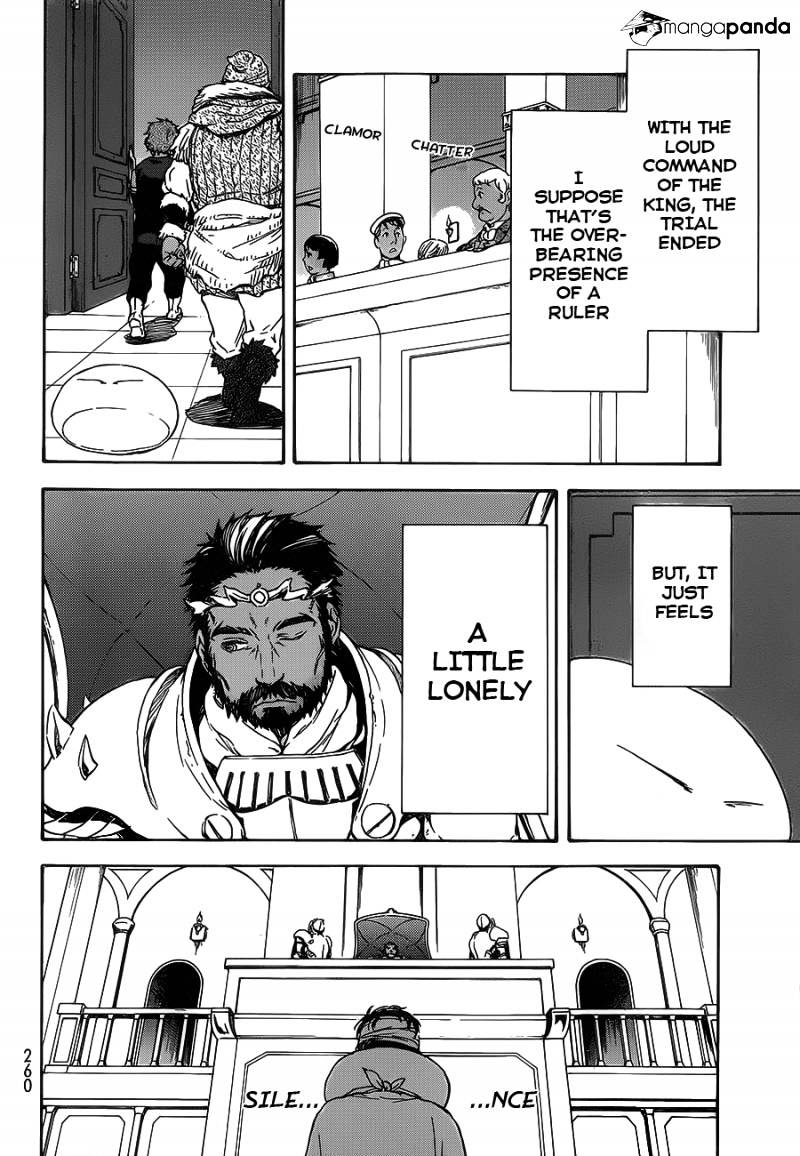 mangapanda
WITH THE
LOUD
COMMAND
OF THE
KING, THE
TRIAL
ENDED
I
SUPPOSE
THAT'S
THE OVER-
BEARING
PRESENCE
OF A
RULER
CHATTER
CLAMOR
BUT, IT
JUST
FEELS
A
LITTLE
LONELY
SILE... ...NCE
260